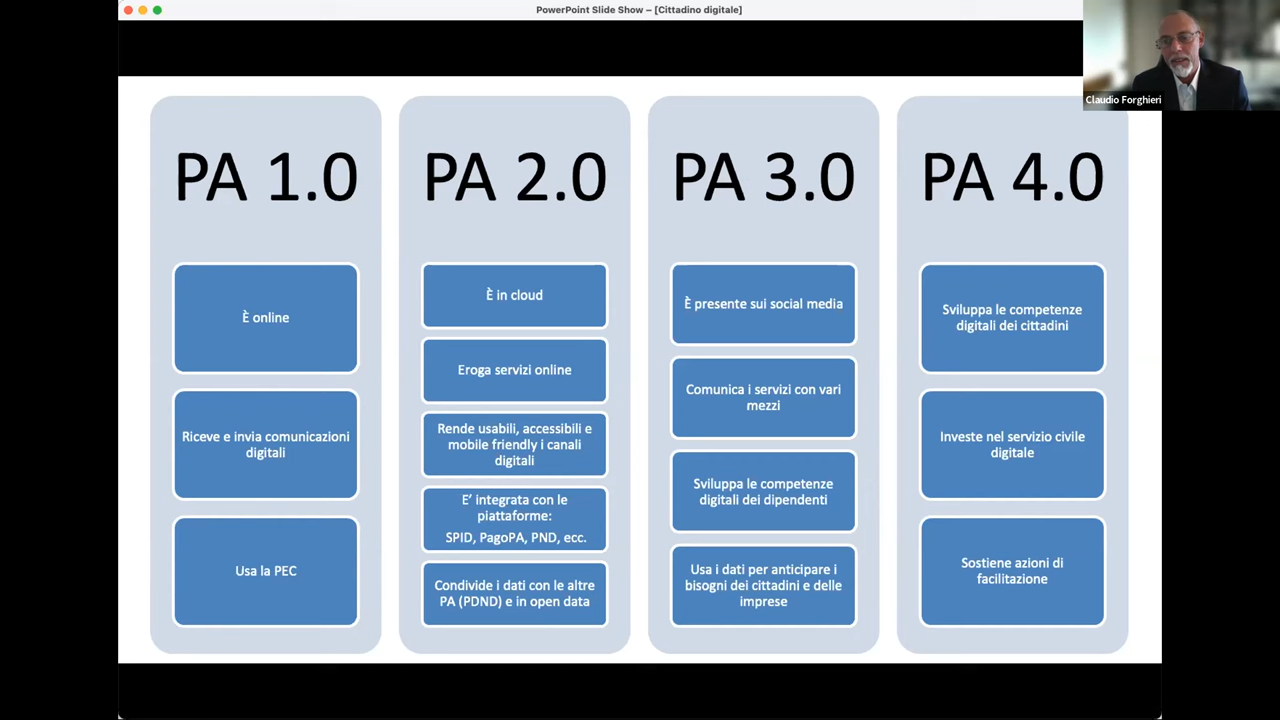 PowerPoint Slide Show – [Cittadino digitale]
Claudio Forghieri
PA 1.0
È online
Riceve e invia comunicazioni
digitali
Usa la PEC
PA 2.0
È in cloud
Eroga servizi online
Rende usabili, accessibili e
mobile friendly i canali
digitali
E’ integrata con le
piattaforme:
SPID, PagoPA, PND, ecc.
Condivide i dati con le altre
PA (PDND) e in open data
PA 3.0
È presente sui social media
Comunica i servizi con vari
mezzi
Sviluppa le competenze
digitali dei dipendenti
Usa i dati per anticipare i
bisogni dei cittadini e delle
imprese
PA 4.0
Sviluppa le competenze
digitali dei cittadini
Investe nel servizio civile
digitale
Sostiene azioni di
facilitazione